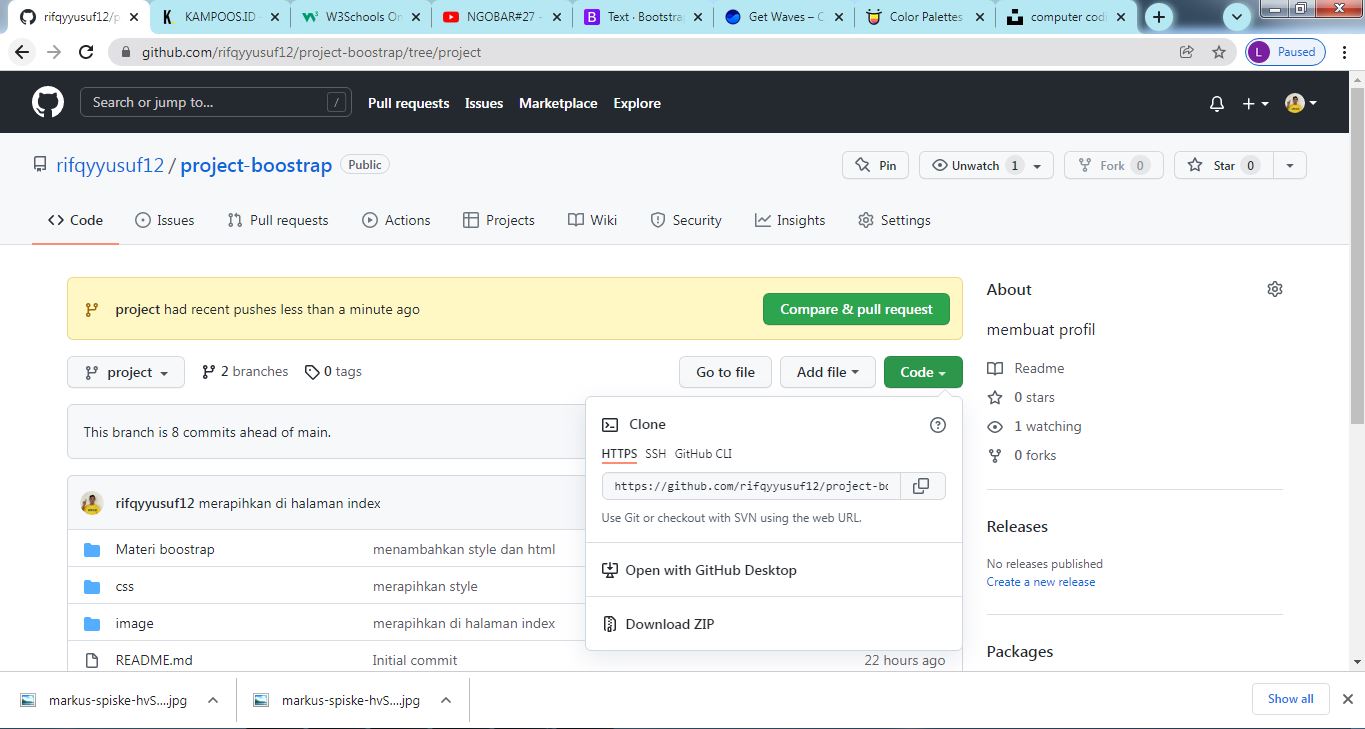 rifqyyusuf12/p
KAMPOOS.ID -
W3Schools On
NGOBAR#27 -
Text · Bootstrap
Get Waves – C
Color Palettes
computer codi
github.com/rifqyyusuf12/project-boostrap/tree/project
L Paused
Search or jump to... /
Pull requests Issues Marketplace Explore
rifqyyusuf12 / project-boostrap Public
Pin
Unwatch 1
Fork 0
Star 0
Code Issues Pull requests Actions Projects Wiki Security Insights Settings
project had recent pushes less than a minute ago
Compare & pull request
project 2 branches 0 tags
Go to file Add file Code
This branch is 8 commits ahead of main.
Clone
HTTPS SSH GitHub CLI
https://github.com/rifqyyusuf12/project-bo
Use Git or checkout with SVN using the web URL.
Open with GitHub Desktop
Download ZIP
rifqyyusuf12 merapihkan di halaman index
Materi boostrap menambahkan style dan html
css merapihkan style
image merapihkan di halaman index
README.md Initial commit 22 hours ago
About
membuat profil
Readme
0 stars
1 watching
0 forks
Releases
No releases published
Create a new release
Packages
markus-spiske-hvS....jpg
markus-spiske-hvS....jpg
Show all